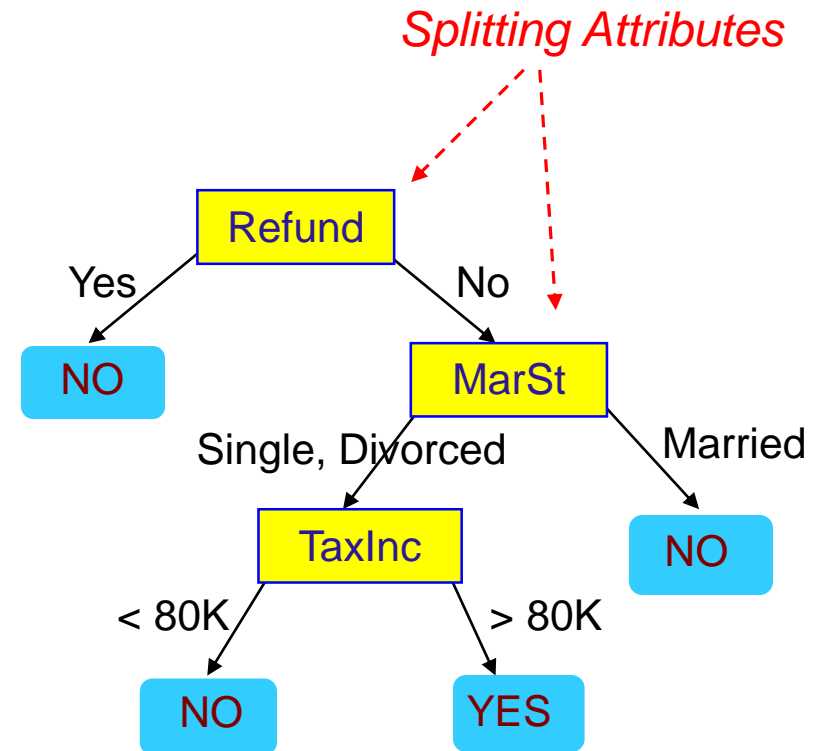 Splitting Attributes
Refund
Yes
No
NO
MarSt
Single, Divorced
Married
TaxInc
NO
< 80K
> 80K
NO
YES